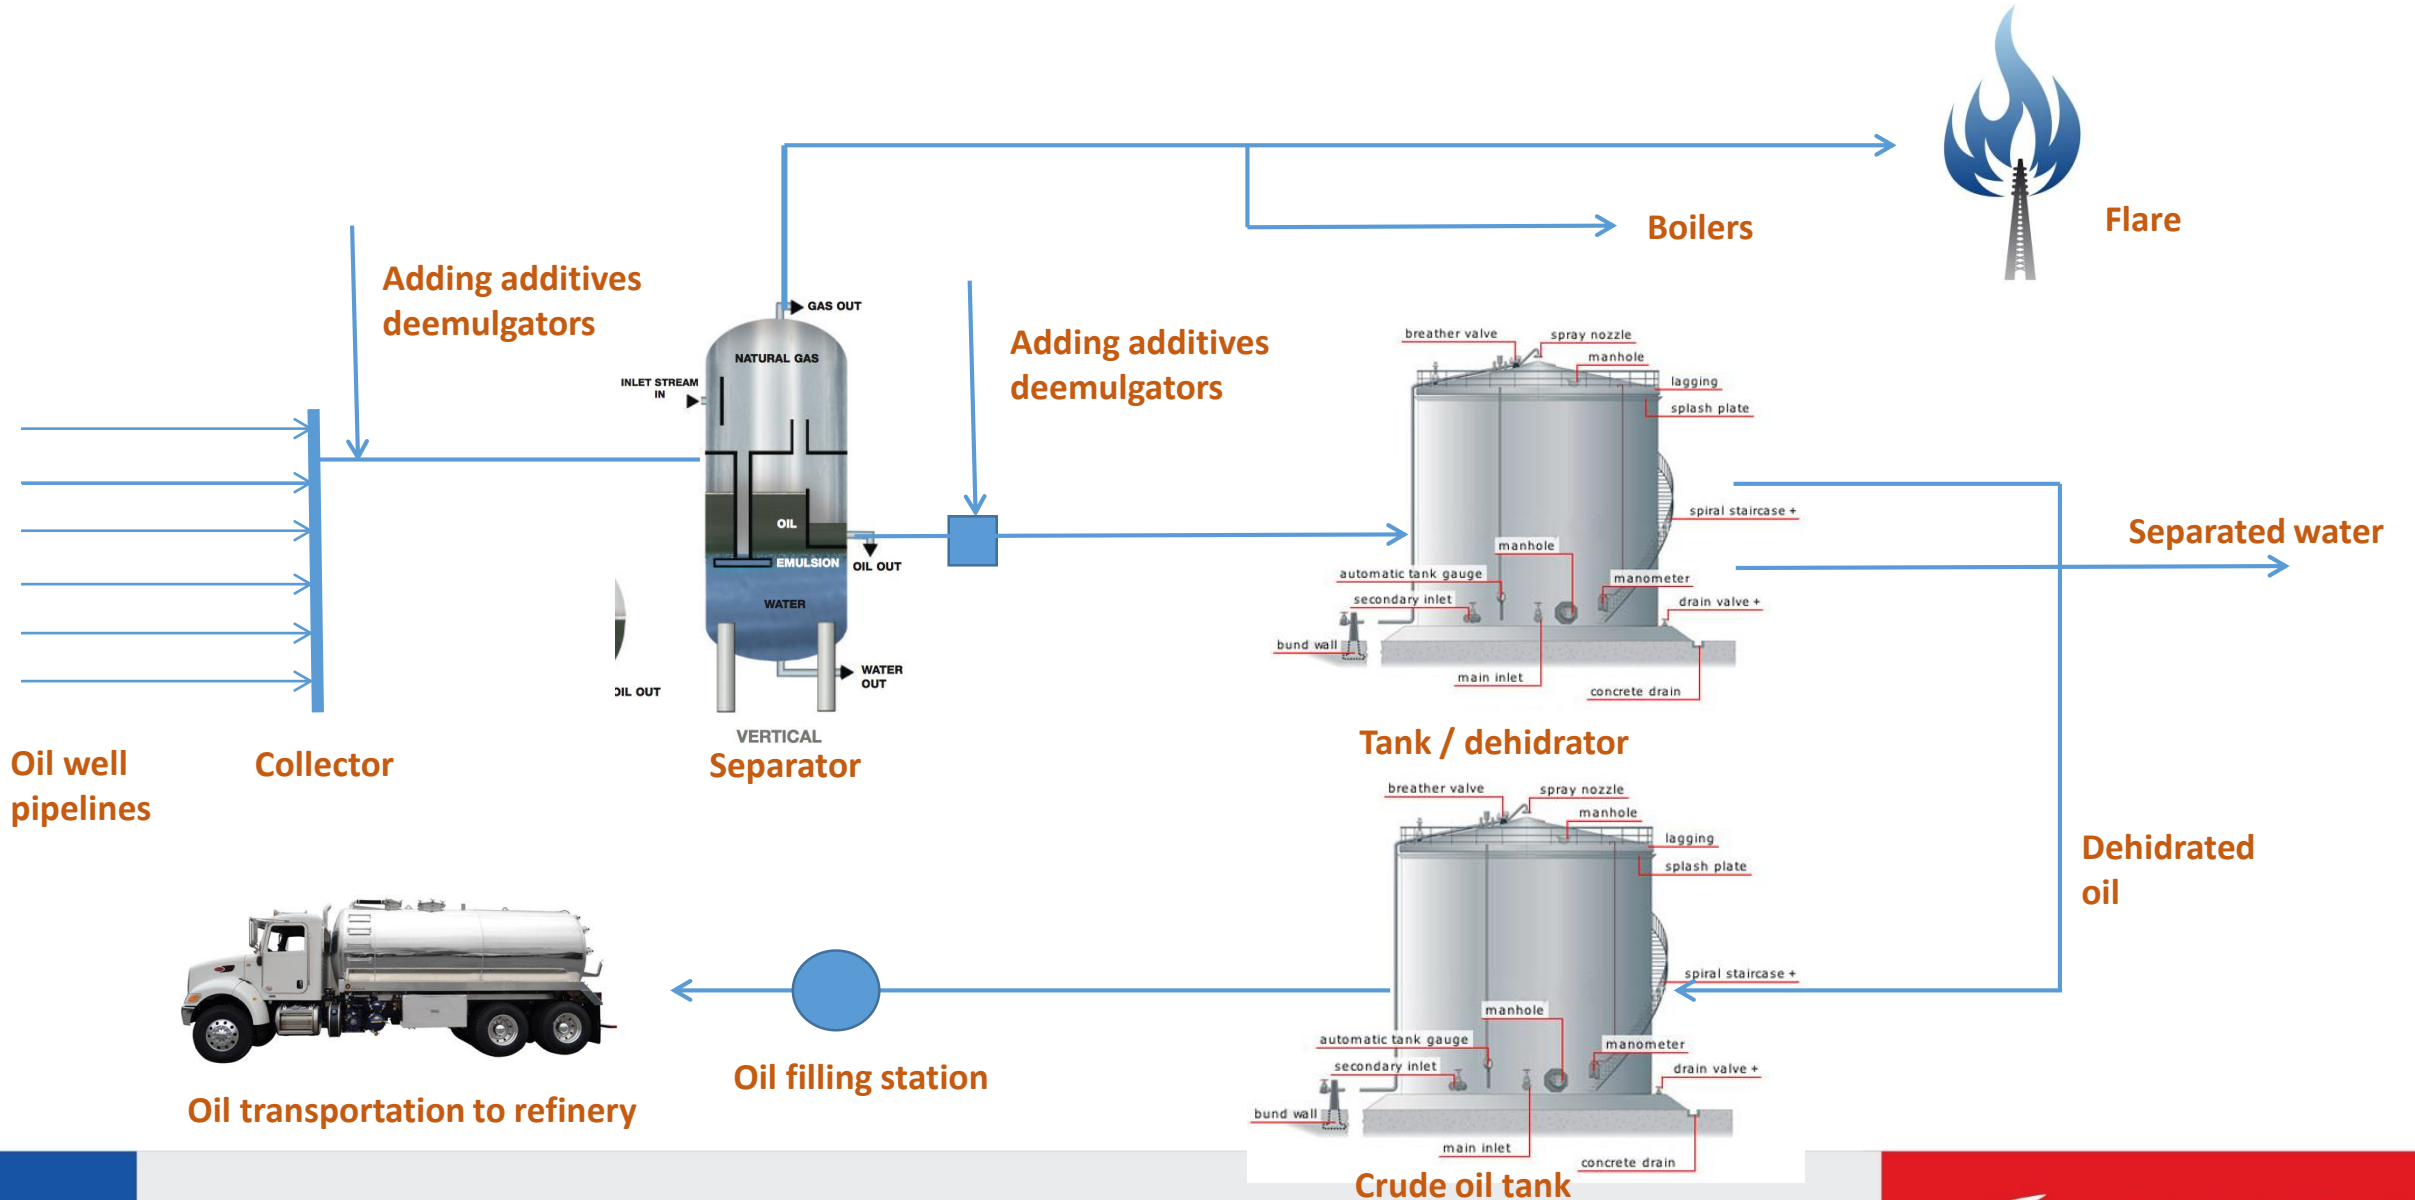 Flare
Boilers
Adding additives
deemulgators
GAS OUT
NATURAL GAS
INLET STREAM
IN
OIL
EMULSION
OIL OUT
WATER
WATER
OUT
OIL OUT
VERTICAL
Separator
Adding additives
deemulgators
breather valve
spray nozzle
manhole
lagging
splash plate
spiral staircase +
manhole
automatic tank gauge
manometer
secondary inlet
drain valve +
bund wall
main inlet
concrete drain
Tank / dehidrator
Separated water
Oil well
pipelines
Collector
breather valve
spray nozzle
manhole
lagging
splash plate
spiral staircase +
manhole
automatic tank gauge
manometer
secondary inlet
drain valve +
bund wall
main inlet
concrete drain
Crude oil tank
Dehidrated
oil
Oil filling station
Oil transportation to refinery